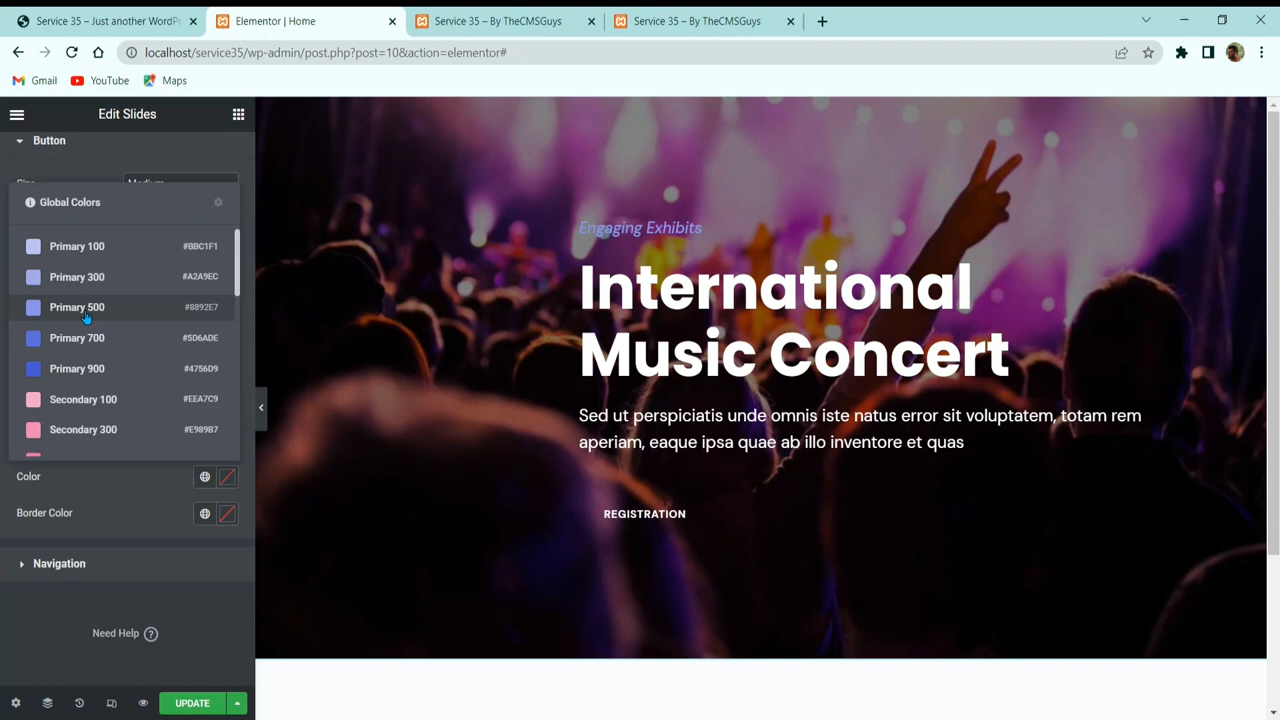 Service 35 – Just another WordPr
Elementor | Home
Service 35 – By TheCMSGuys
Service 35 – By TheCMSGuys
localhost/service35/wp-admin/post.php?post=10&action=elementor#
Gmail
YouTube
Maps
Edit Slides
Button
Global Colors
Primary 100 #BBC1F1
Primary 300 #A2A9EC
Primary 500 #8892E7
Primary 700 #5D6ADE
Primary 900 #4756D9
Secondary 100 #EEA7C9
Secondary 300 #E989B7
Color
Border Color
Navigation
Need Help ?
UPDATE
Engaging Exhibits
International
Music Concert
Sed ut perspiciatis unde omnis iste natus error sit voluptatem, totam rem
aperiam, eaque ipsa quae ab illo inventore et quas
REGISTRATION